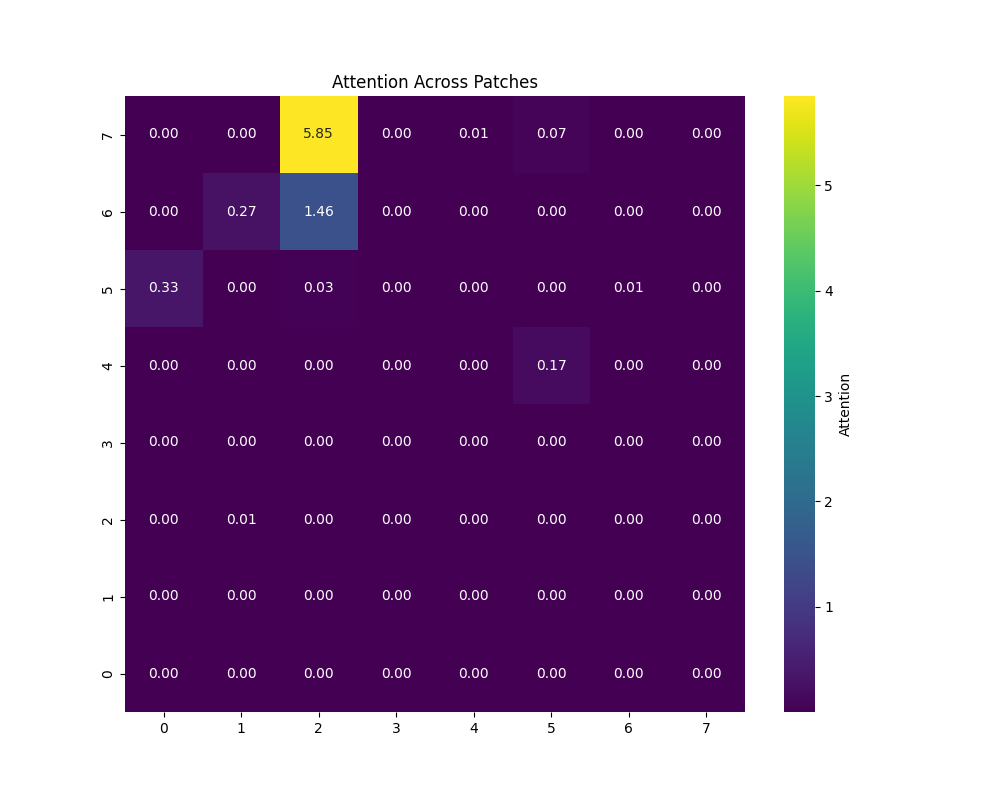 Attention Across Patches
7 0.00 0.00 5.85 0.00 0.01 0.07 0.00 0.00
6 0.00 0.27 1.46 0.00 0.00 0.00 0.00 0.00
5 0.33 0.00 0.03 0.00 0.00 0.00 0.01 0.00
4 0.00 0.00 0.00 0.00 0.00 0.17 0.00 0.00
3 0.00 0.00 0.00 0.00 0.00 0.00 0.00 0.00
2 0.00 0.01 0.00 0.00 0.00 0.00 0.00 0.00
1 0.00 0.00 0.00 0.00 0.00 0.00 0.00 0.00
0 0.00 0.00 0.00 0.00 0.00 0.00 0.00 0.00
0 1 2 3 4 5 6 7
5
4
3
2
1
Attention